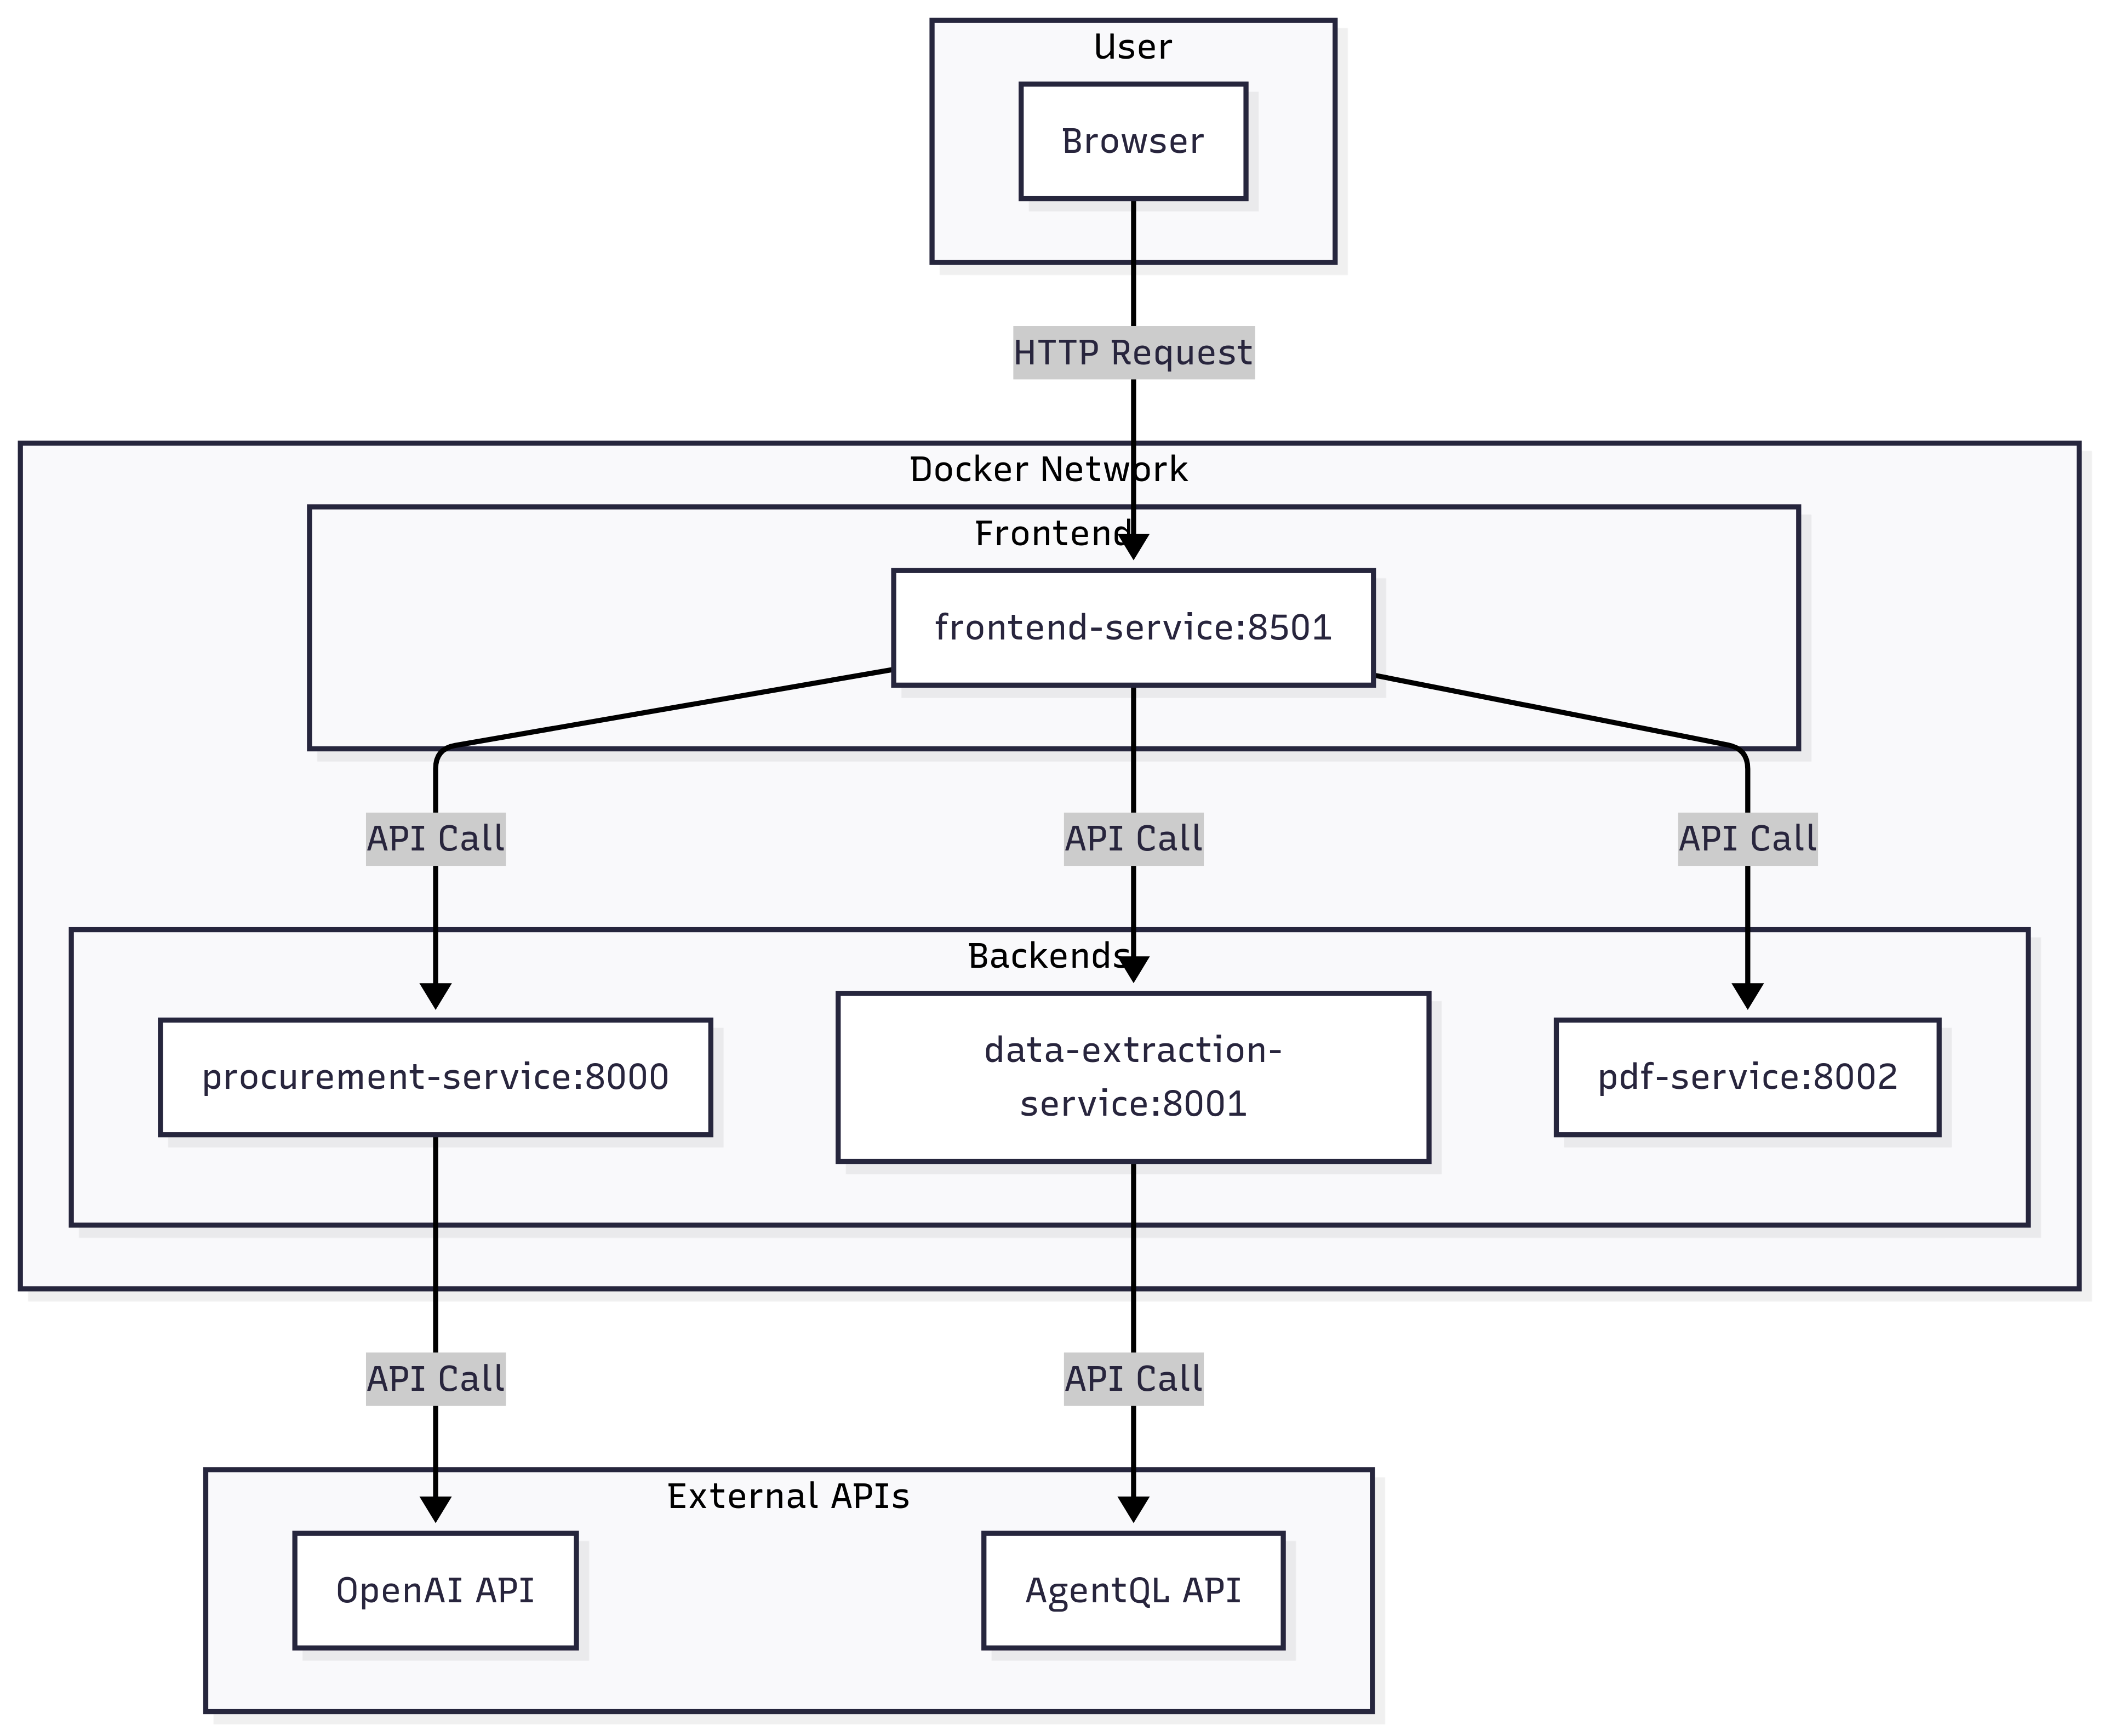 User
Browser
HTTP Request
Docker Network
Frontend
frontend-service:8501
API Call
API Call
API Call
Backends
procurement-service:8000
data-extraction-
service:8001
pdf-service:8002
API Call
API Call
External APIs
OpenAI API
AgentQL API